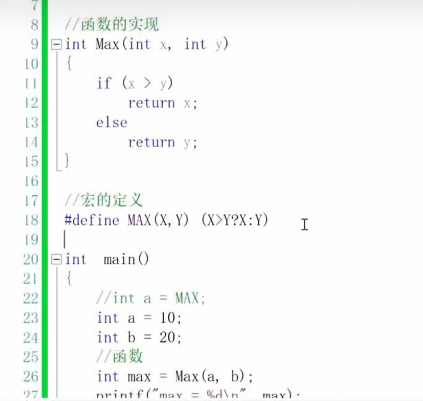 7
8 //函数的实现
9 int Max(int x, int y)
10 {
11 if (x > y)
12 return x;
13 else
14 return y;
15 }
16
17 //宏的定义
18 #define MAX(X,Y) (X>Y?X:Y)
19
20 int main()
21 {
22 //int a = MAX;
23 int a = 10;
24 int b = 20;
25 //函数
26 int max = Max(a, b);
27 printf("max = %d\n", max);